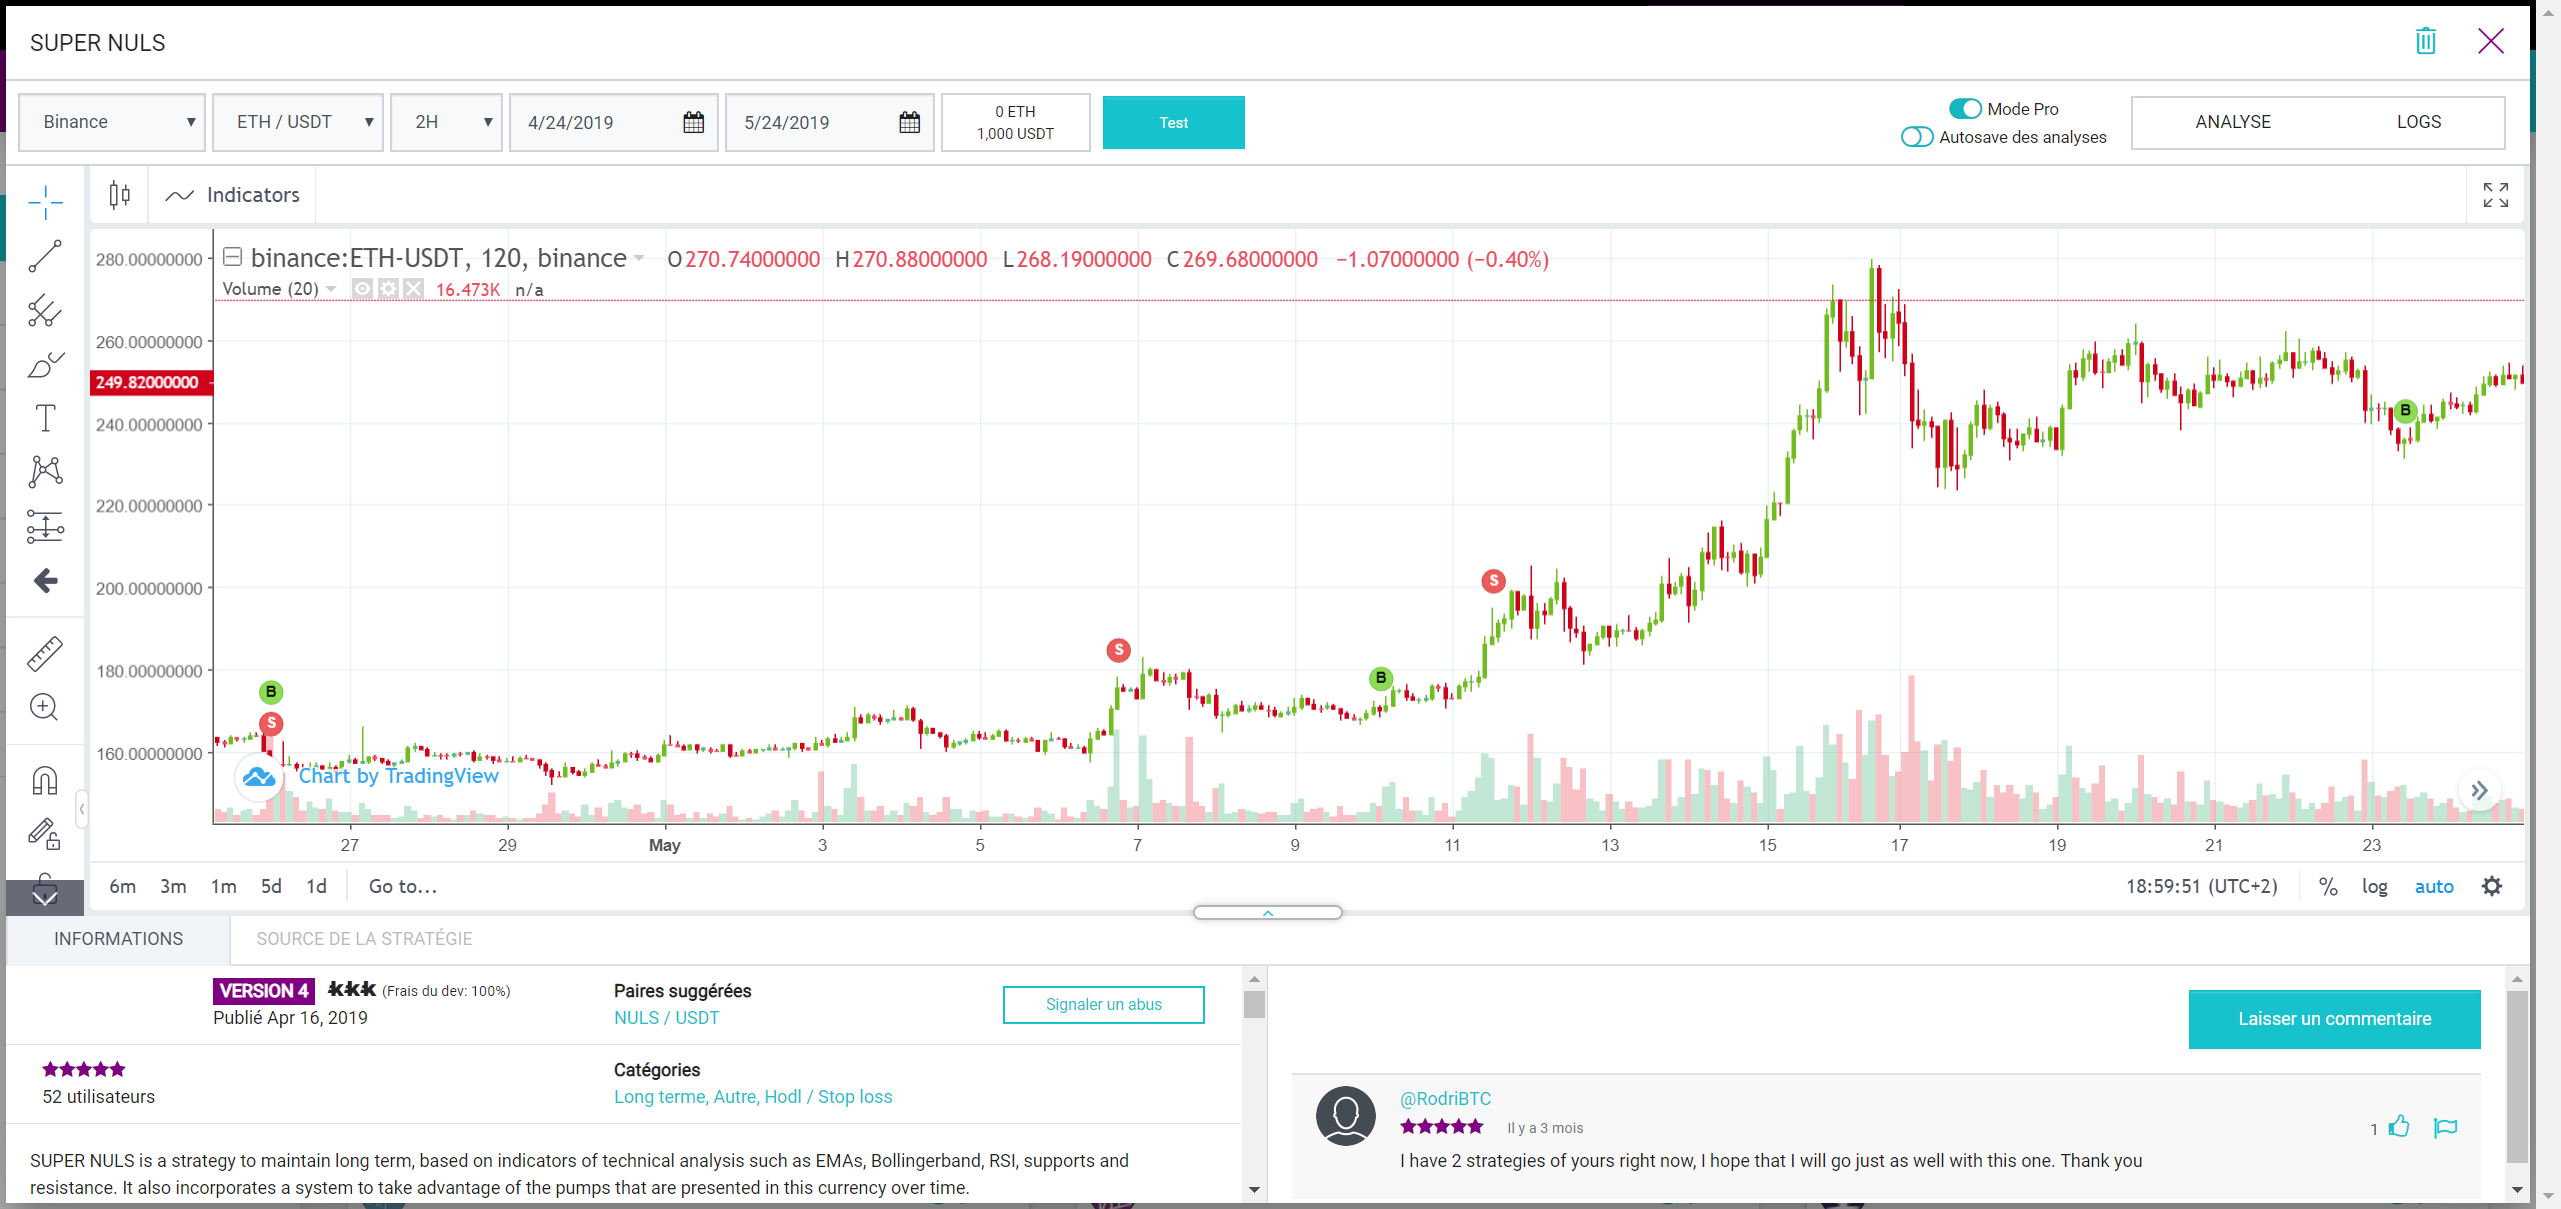 SUPER NULS
Binance
ETH / USDT
2H
4/24/2019
5/24/2019
0 ETH
1,000 USDT
Test
Mode Pro
Autosave des analyses
ANALYSE
LOGS
Indicators
binance:ETH-USDT, 120, binance
O270.74000000 H270.88000000 L268.19000000 C269.68000000 −1.07000000 (−0.40%)
Volume (20) 16.473K n/a
280.00000000
260.00000000
249.82000000
240.00000000
220.00000000
200.00000000
180.00000000
160.00000000
B
S
S
B
S
B
Chart by TradingView
27 29 May 3 5 7 9 11 13 15 17 19 21 23
6m 3m 1m 5d 1d Go to...
18:59:51 (UTC+2) % log auto
INFORMATIONS
SOURCE DE LA STRATÉGIE
VERSION 4 kkk (Frais du dev: 100%)
Publié Apr 16, 2019
Paires suggérées
NULS / USDT
Signaler un abus
52 utilisateurs
Catégories
Long terme, Autre, Hodl / Stop loss
SUPER NULS is a strategy to maintain long term, based on indicators of technical analysis such as EMAs, Bollingerband, RSI, supports and
resistance. It also incorporates a system to take advantage of the pumps that are presented in this currency over time.
Laisser un commentaire
@RodriBTC
Il y a 3 mois
1
I have 2 strategies of yours right now, I hope that I will go just as well with this one. Thank you